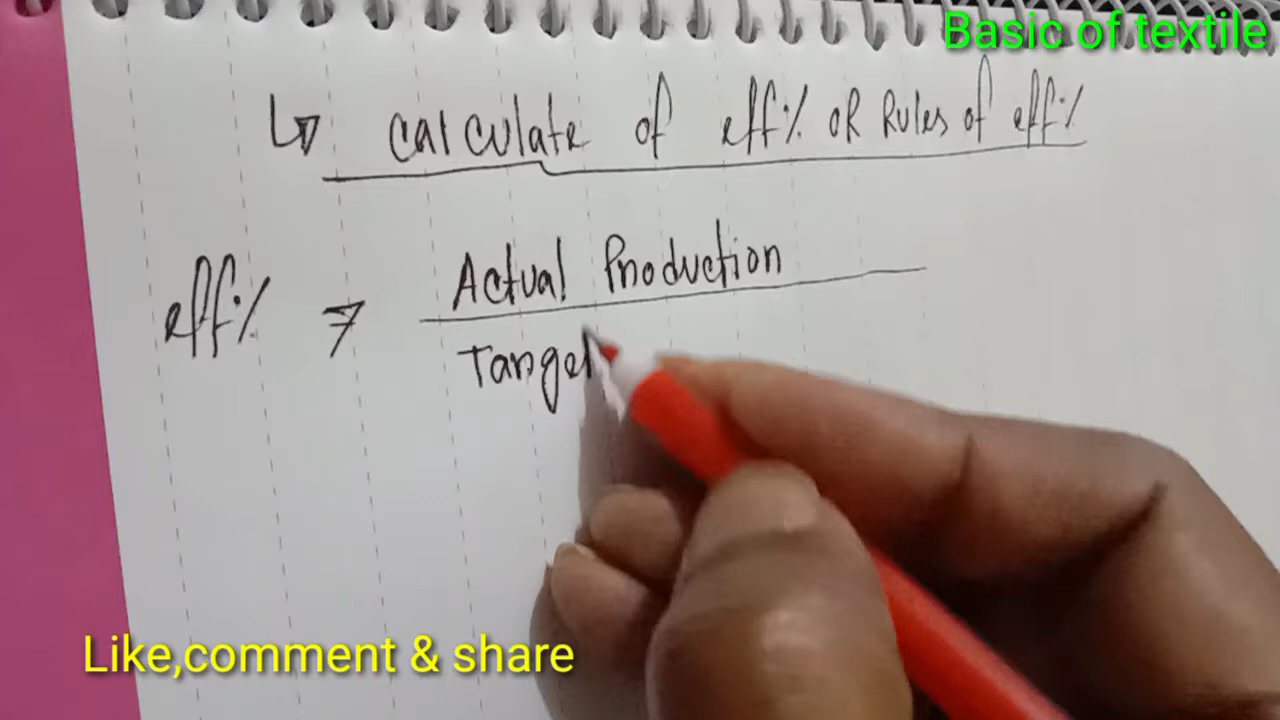 Basic of textile
↳ Calculate of eff% OR Rules of eff%
eff% ⇒ Actual Production
Target
Like,comment & share